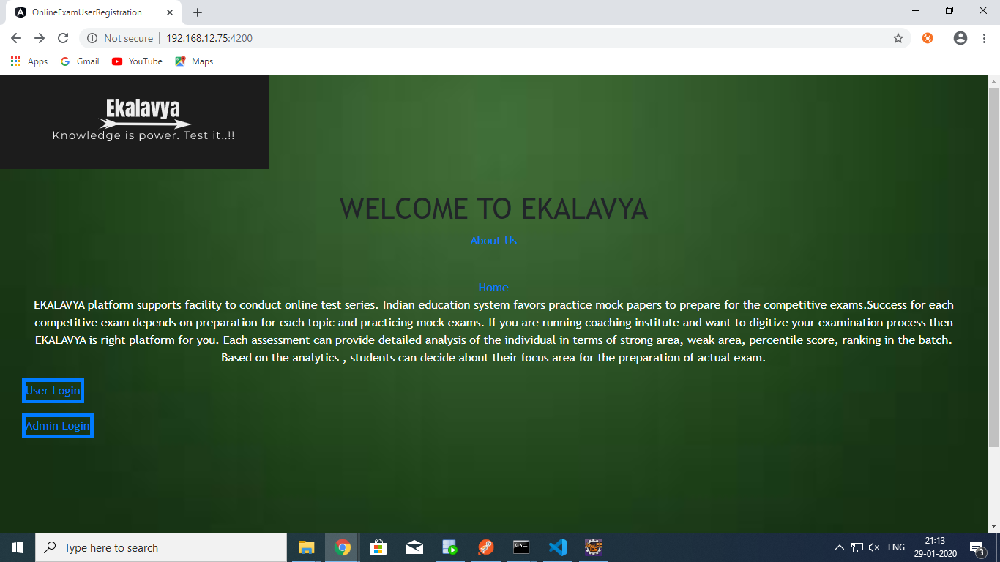 OnlineExamUserRegistration
Not secure 192.168.12.75:4200
Apps Gmail YouTube Maps
Ekalavya
Knowledge is power. Test it..!!
WELCOME TO EKALAVYA
About Us
Home
EKALAVYA platform supports facility to conduct online test series. Indian education system favors practice mock papers to prepare for the competitive exams.Success for each
competitive exam depends on preparation for each topic and practicing mock exams. If you are running coaching institute and want to digitize your examination process then
EKALAVYA is right platform for you. Each assessment can provide detailed analysis of the individual in terms of strong area, weak area, percentile score, ranking in the batch.
Based on the analytics , students can decide about their focus area for the preparation of actual exam.
User Login
Admin Login
Type here to search
ENG
21:13
29-01-2020
3